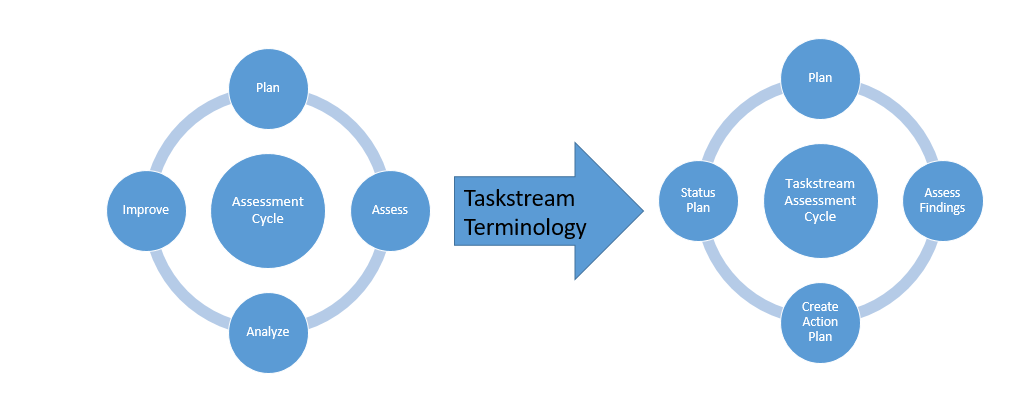 Plan
Improve
Assessment
Cycle
Assess
Analyze
Taskstream
Terminology
Plan
Status
Plan
Taskstream
Assessment
Cycle
Assess
Findings
Create
Action
Plan